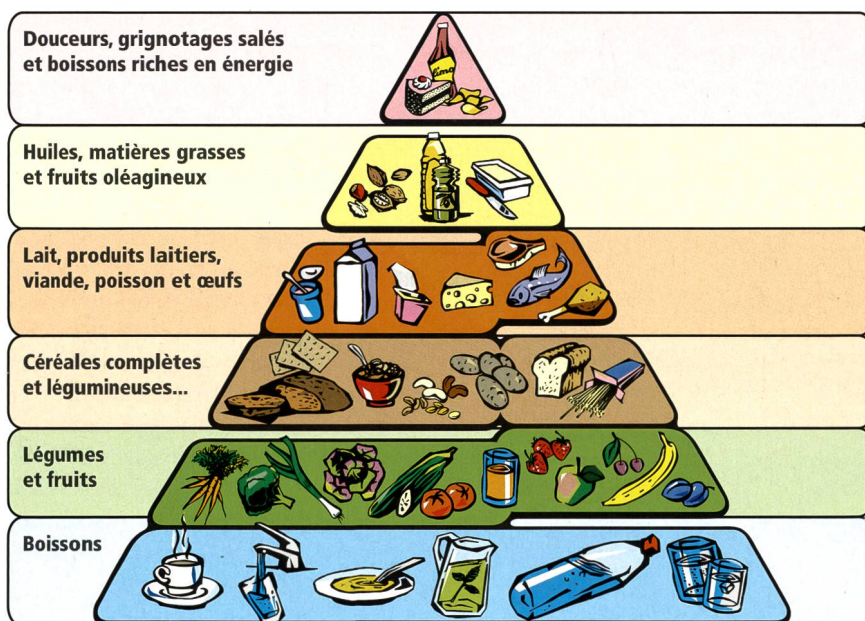 Douceurs, grignotages salés
et boissons riches en énergie
limo
Huiles, matières grasses
et fruits oléagineux
Lait, produits laitiers,
viande, poisson et œufs
Céréales complètes
et légumineuses...
Légumes
et fruits
Boissons